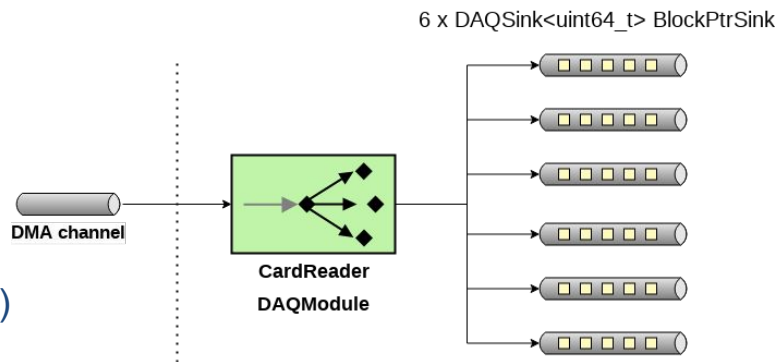 6 x DAQSink<uint64_t> BlockPtrSink
DMA channel
CardReader
DAQModule
)